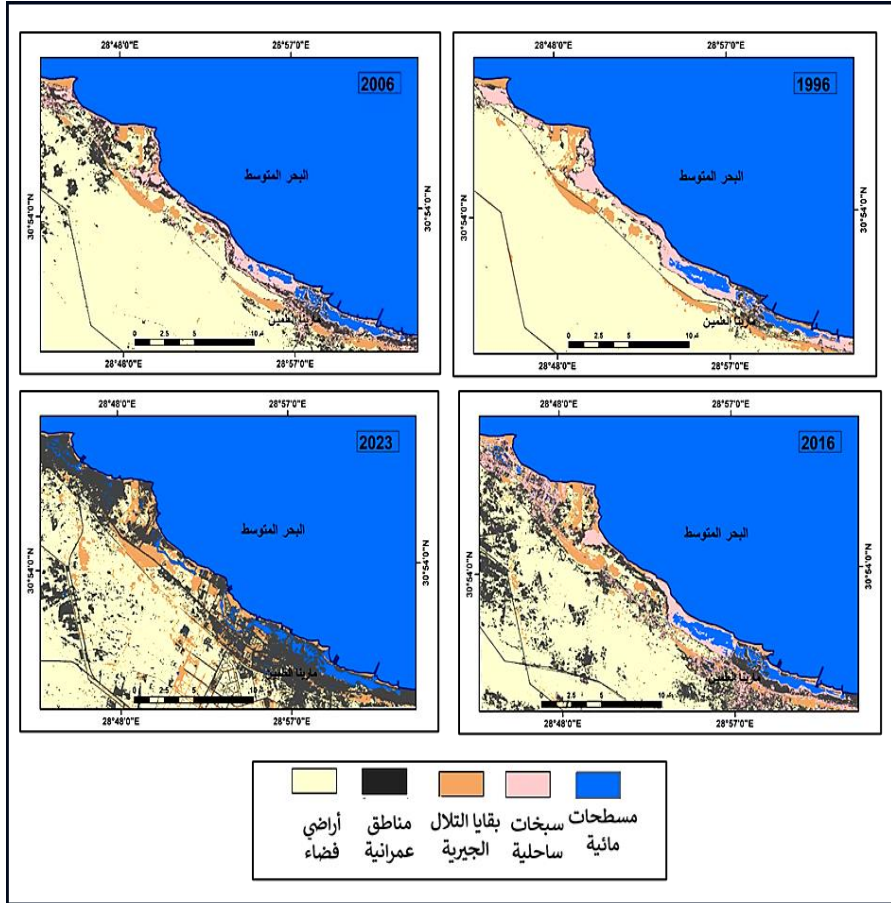 1996
28°48'0"E 28°57'0"E
30°54'0"N 30°54'0"N
البحر المتوسط
مارينا العلمين
0 2.5 5 10
28°48'0"E 28°57'0"E
2006
28°48'0"E 25°57'0"E
30°54'0"N 30°54'0"N
البحر المتوسط
0 2.5 5 10
28°48'0"E 28°57'0"E
2016
28°48'0"E 28°57'0"E
30°54'0"N 30°54'0"N
البحر المتوسط
مارينا العلمين
0 2.5 5 10
28°48'0"E 28°57'0"E
2023
28°48'0"E 28°57'0"E
30°54'0"N 30°54'0"N
البحر المتوسط
مارينا العلمين
0 2.5 5 10
28°48'0"E 28°57'0"E
مسطحات
مائية
سبخات
ساحلية
بقايا التلال
الجيرية
مناطق
عمرانية
أراضي
فضاء